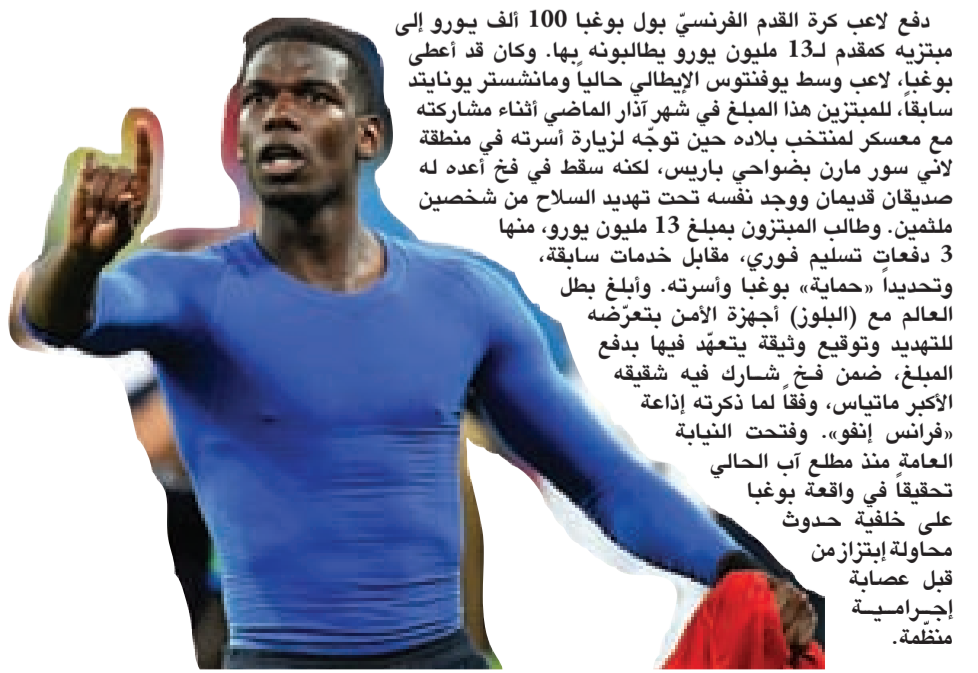 دفع لاعب كرة القدم الفرنسيّ بول بوغبا 100 ألف يورو إلى
مبتزيه كمقدم لـ13 مليون يورو يطالبونه بها. وكان قد أعطى
بوغبا، لاعب وسط يوفنتوس الإيطالي حالياً ومانشستر يونايتد
سابقاً، للمبتزين هذا المبلغ في شهر آذار الماضي أثناء مشاركته
مع معسكر لمنتخب بلاده حين توجّه لزيارة أسرته في منطقة
لاني سور مارن بضواحي باريس، لكنه سقط في فخ أعده له
صديقان قديمان ووجد نفسه تحت تهديد السلاح من شخصين
ملثمين. وطالب المبتزون بمبلغ 13 مليون يورو، منها
3 دفعات تسليم فوري، مقابل خدمات سابقة،
وتحديداً «حماية» بوغبا وأسرته. وأبلغ بطل
العالم مع (البلوز) أجهزة الأمن بتعرّضه
للتهديد وتوقيع وثيقة يتعهّد فيها بدفع
المبلغ، ضمن فخ شارك فيه شقيقه
الأكبر ماتياس، وفقاً لما ذكرته إذاعة
«فرانس إنفو». وفتحت النيابة
العامة منذ مطلع آب الحالي
تحقيقاً في واقعة بوغبا
على خلفية حدوث
محاولة إبتزاز من
قبل عصابة
إجرامية
منظّمة.